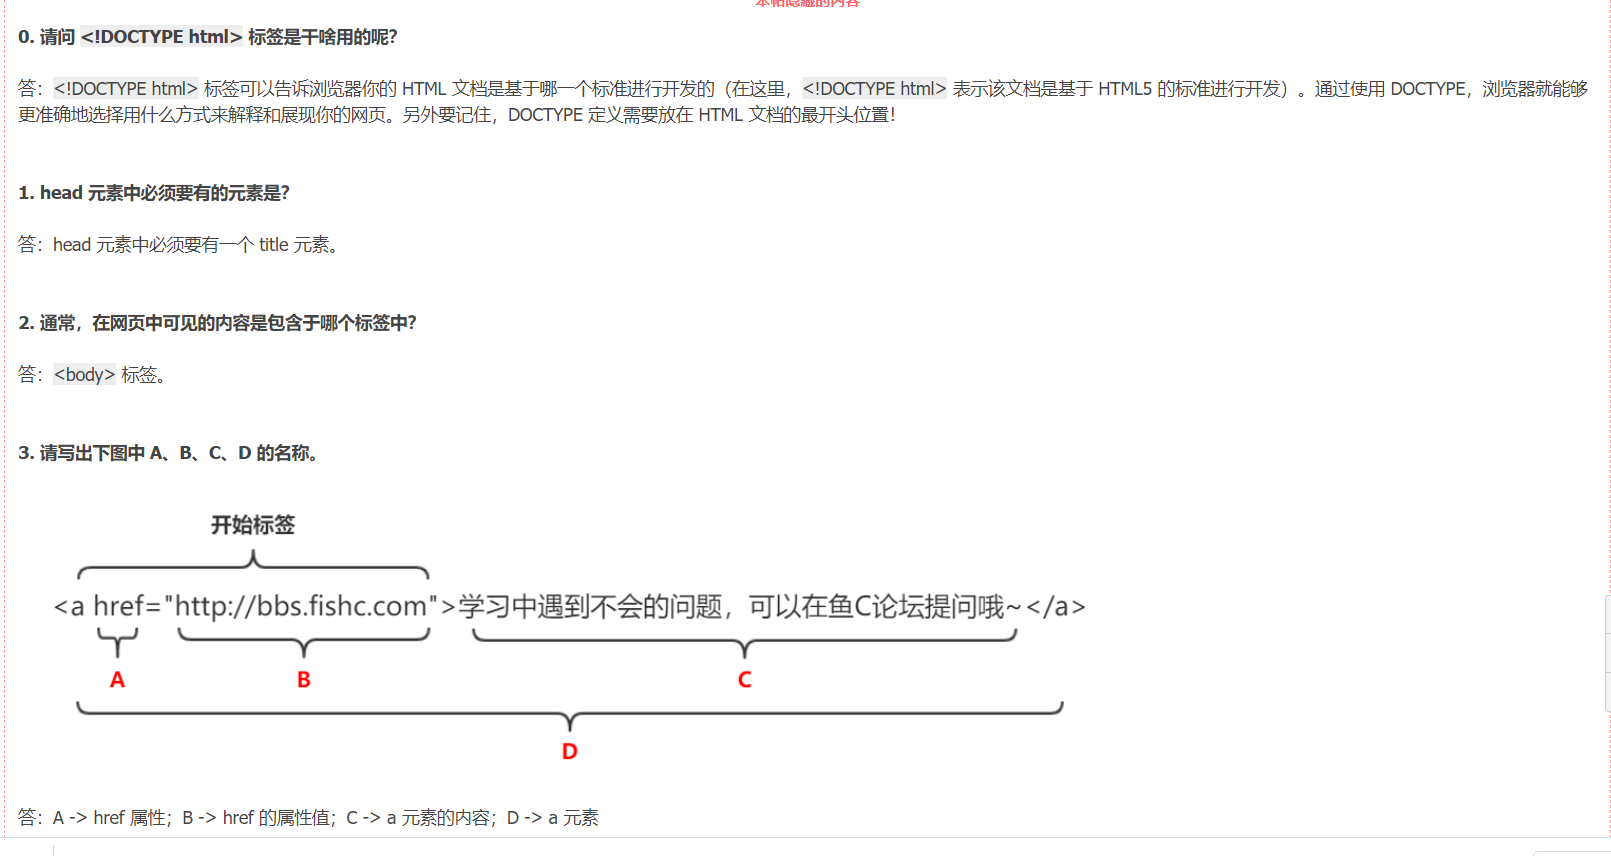 本帖隐藏的内容
0. 请问 <!DOCTYPE html> 标签是干啥用的呢？
答：<!DOCTYPE html> 标签可以告诉浏览器你的 HTML 文档是基于哪一个标准进行开发的（在这里，<!DOCTYPE html> 表示该文档是基于 HTML5 的标准进行开发）。通过使用 DOCTYPE，浏览器就能够
更准确地选择用什么方式来解释和展现你的网页。另外要记住，DOCTYPE 定义需要放在 HTML 文档的最开头位置！
1. head 元素中必须要有的元素是？
答：head 元素中必须要有一个 title 元素。
2. 通常，在网页中可见的内容是包含于哪个标签中？
答：<body> 标签。
3. 请写出下图中 A、B、C、D 的名称。
开始标签
<a href="http://bbs.fishc.com">学习中遇到不会的问题，可以在鱼C论坛提问哦~</a>
A B C
D
答：A -> href 属性；B -> href 的属性值；C -> a 元素的内容；D -> a 元素